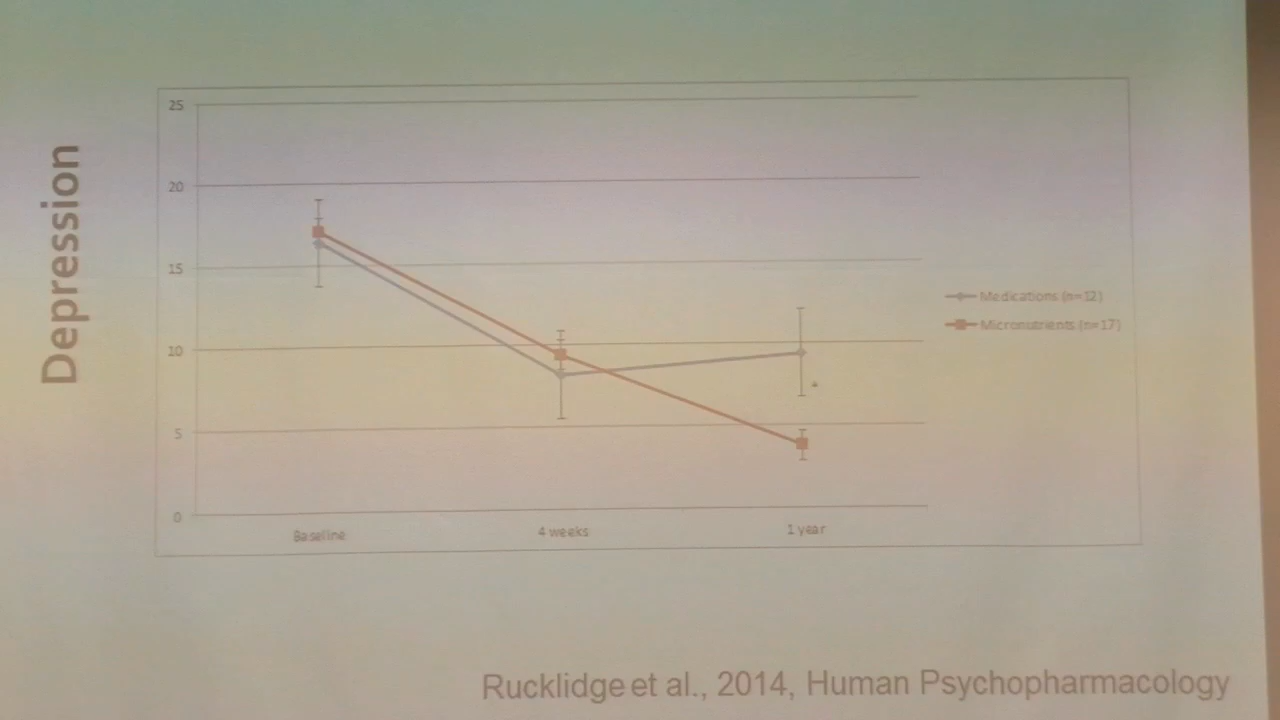 Depression
25
20
15
10
5
0
Baseline
4 weeks
1 year
Medications (n=12)
Micronutrients (n=17)
*
Rucklidge et al., 2014, Human Psychopharmacology